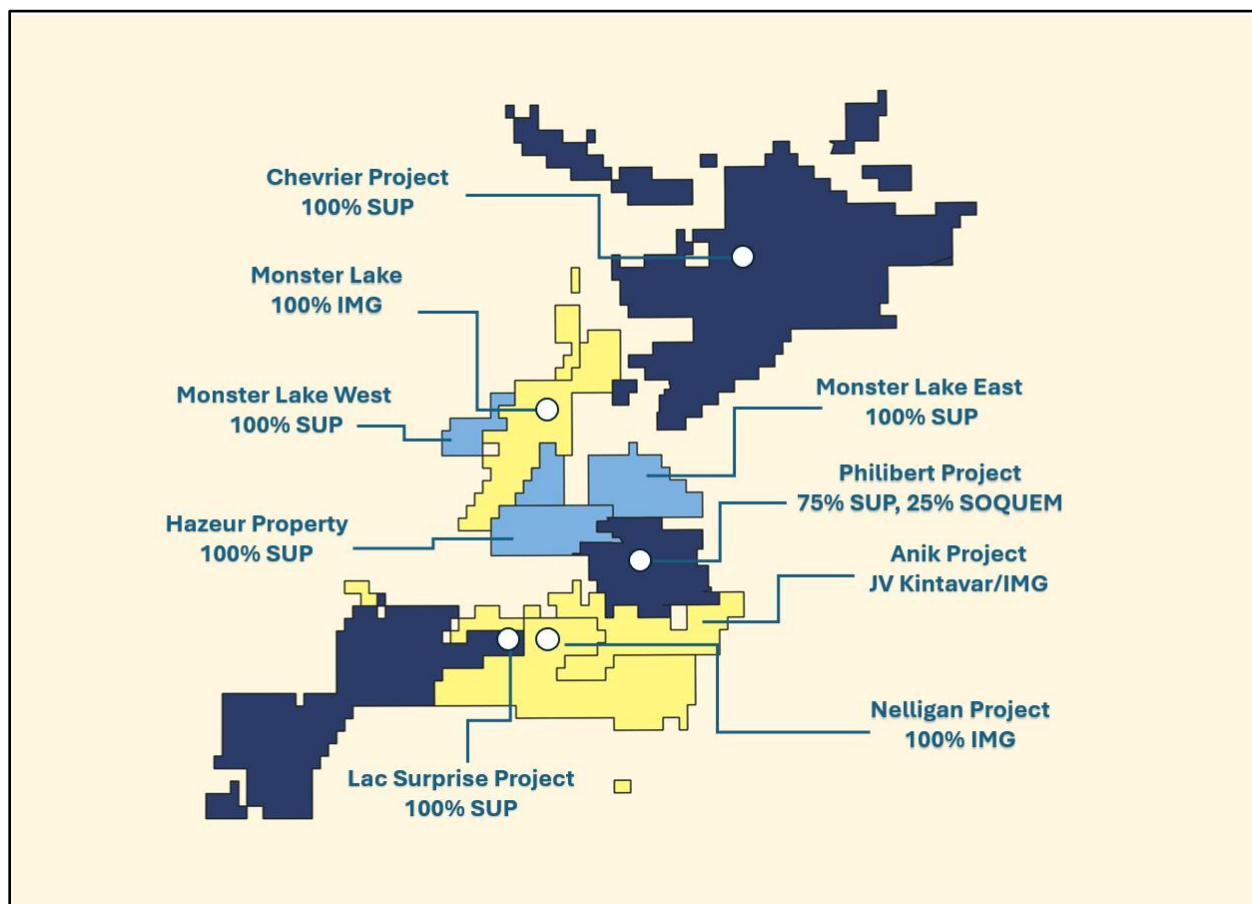 Chevrier Project
100% SUP
Monster Lake
100% IMG
Monster Lake West
100% SUP
Monster Lake East
100% SUP
Philibert Project
75% SUP, 25% SOQUEM
Hazeur Property
100% SUP
Anik Project
JV Kintavar/IMG
Nelligan Project
100% IMG
Lac Surprise Project
100% SUP